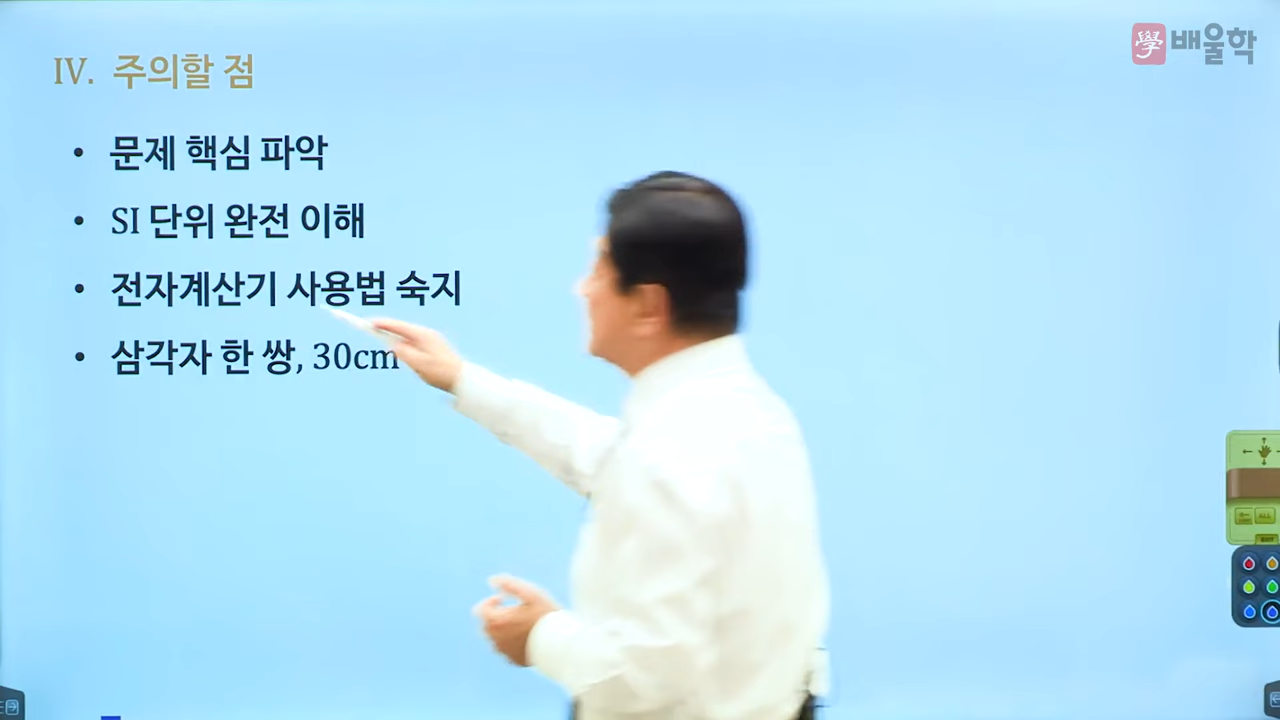 IV. 주의할 점
學 배울학
• 문제 핵심 파악
• SI 단위 완전 이해
• 전자계산기 사용법 숙지
• 삼각자 한 쌍, 30cm